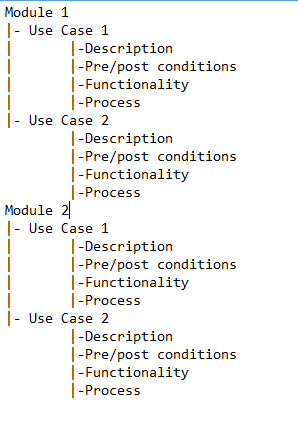 Module 1
|- Use Case 1
|       |-Description
|       |-Pre/post conditions
|       |-Functionality
|       |-Process
|- Use Case 2
        |-Description
        |-Pre/post conditions
        |-Functionality
        |-Process
Module 2
|- Use Case 1
|       |-Description
|       |-Pre/post conditions
|       |-Functionality
|       |-Process
|- Use Case 2
        |-Description
        |-Pre/post conditions
        |-Functionality
        |-Process